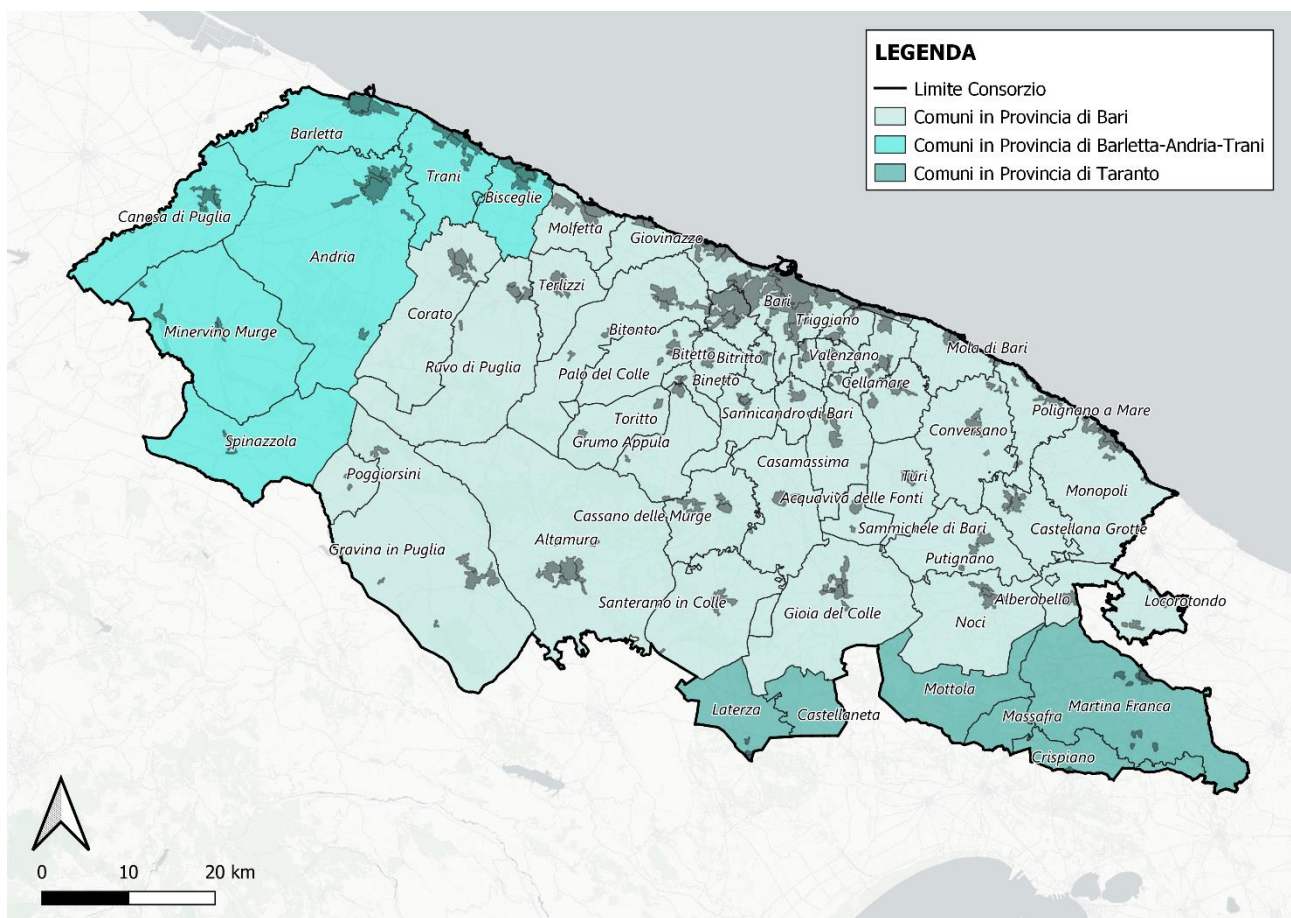 LEGENDA
Limite Consorzio
Comuni in Provincia di Bari
Comuni in Provincia di Barletta-Andria-Trani
Comuni in Provincia di Taranto
Barletta
Trani
Bisceglie
Canosa di Puglia
Molfetta
Giovinazzo
Andria
Terlizzi
Bari
Corato
Triggiano
Minervino Murge
Bitonto
Mola di Bari
Bitetto
Bitritto
Valenzano
Ruvo di Puglia
Palo del Colle
Binetto
Cellamare
Toritto
Sannicandro di Bari
Polignano a Mare
Spinazzola
Grumo Appula
Conversano
Poggiorsini
Casamassima
Turi
Monopoli
Acquaviva delle Fonti
Cassano delle Murge
Sammichele di Bari
Castellana Grotte
Altamura
Gravina in Puglia
Putignano
Santeramo in Colle
Gioia del Colle
Alberobello
Locorotondo
Noci
Mottola
Laterza
Castellaneta
Massafra
Martina Franca
Crispiano
0 10 20 km